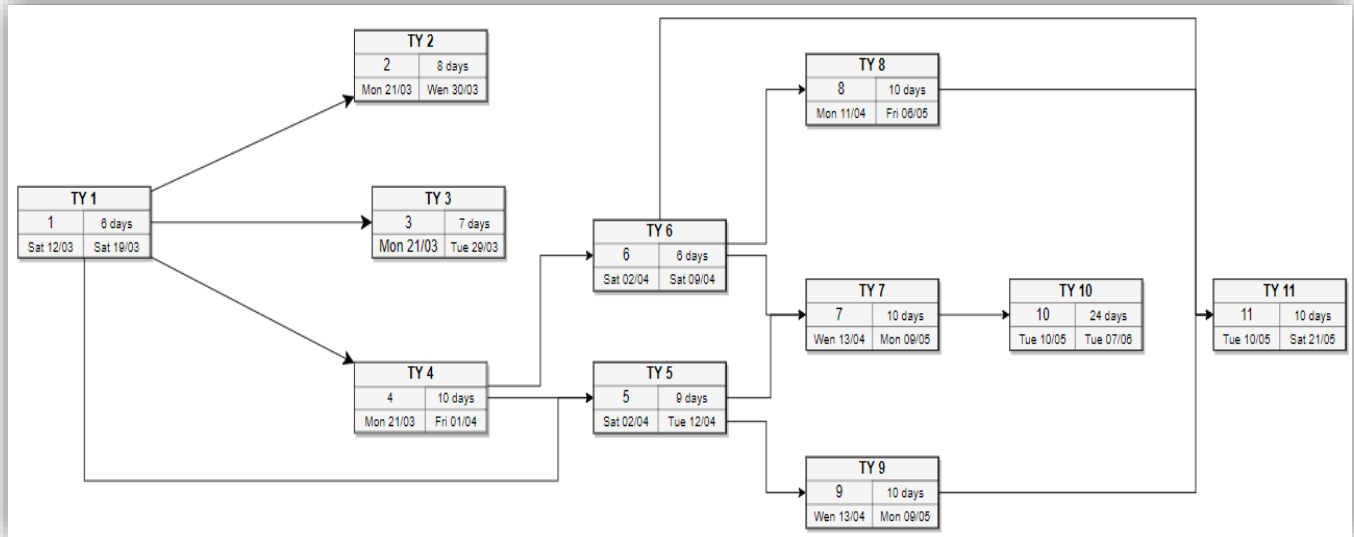 TY 1
1 6 days
Sat 12/03 Sat 19/03
TY 2
2 8 days
Mon 21/03 Wen 30/03
TY 3
3 7 days
Mon 21/03 Tue 29/03
TY 4
4 10 days
Mon 21/03 Fri 01/04
TY 6
6 6 days
Sat 02/04 Sat 09/04
TY 5
5 9 days
Sat 02/04 Tue 12/04
TY 8
8 10 days
Mon 11/04 Fri 06/05
TY 7
7 10 days
Wen 13/04 Mon 09/05
TY 9
9 10 days
Wen 13/04 Mon 09/05
TY 10
10 24 days
Tue 10/05 Tue 07/06
TY 11
11 10 days
Tue 10/05 Sat 21/05